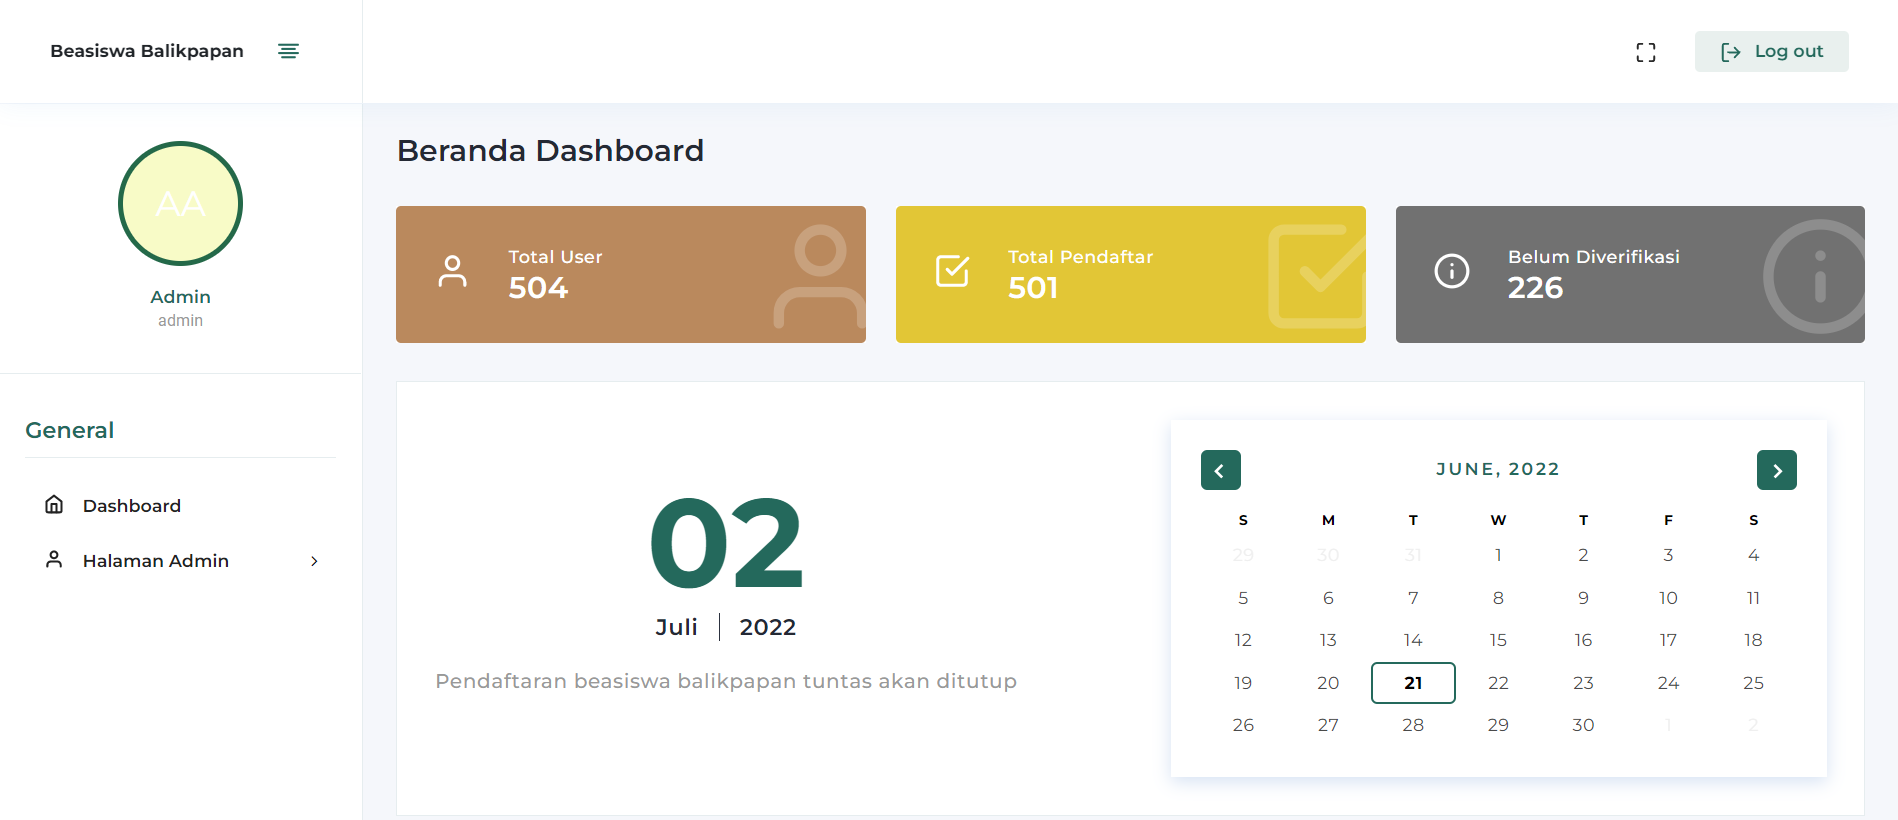 Beasiswa Balikpapan
Log out
AA
Admin
admin
General
Dashboard
Halaman Admin
Beranda Dashboard
Total User
504
Total Pendaftar
501
Belum Diverifikasi
226
02
Juli | 2022
Pendaftaran beasiswa balikpapan tuntas akan ditutup
JUNE, 2022
S M T W T F S
29 30 31 1 2 3 4
5 6 7 8 9 10 11
12 13 14 15 16 17 18
19 20 21 22 23 24 25
26 27 28 29 30 1 2